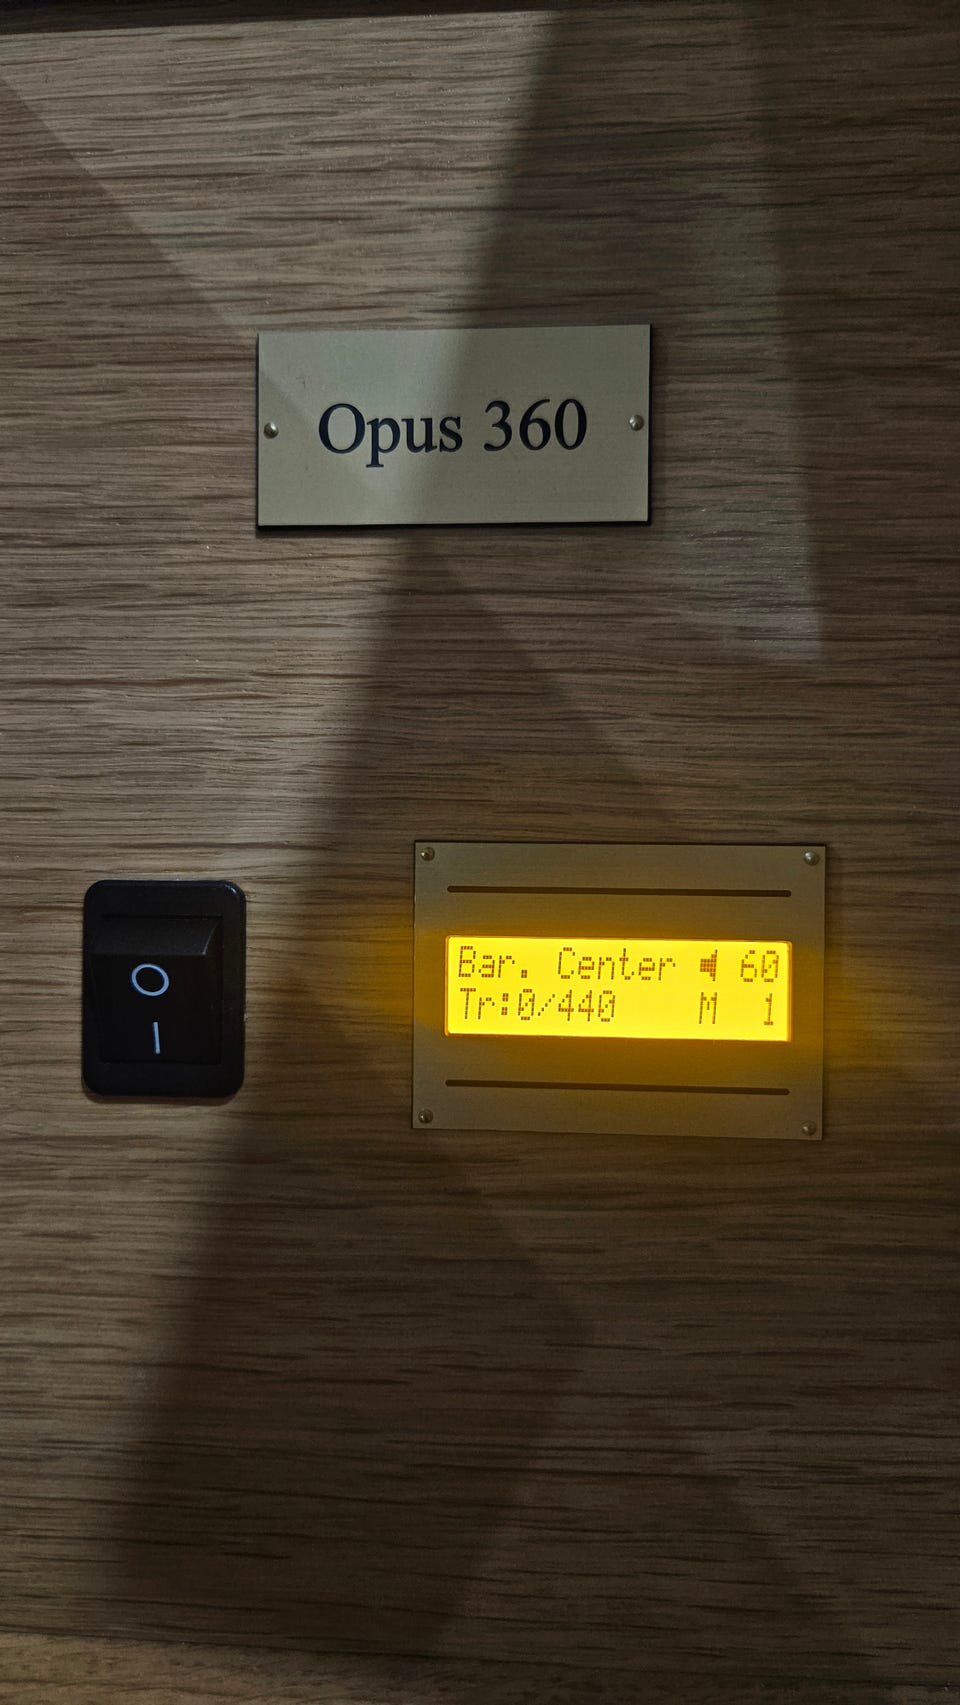 Opus 360
Bar. Center 60
Tr:0/440 M 1
O
I